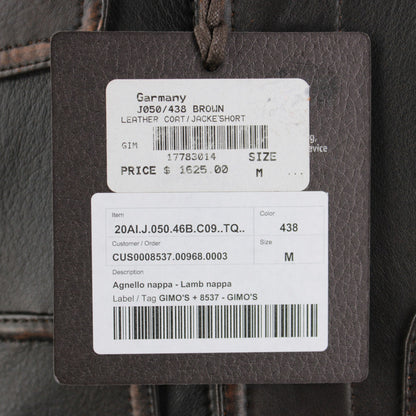 Garmany
J050/438 BROWN
LEATHER COAT/JACKE'SHORT
GIM
17783014 SIZE
PRICE $ 1625.00 M
Item Color
20AI.J.050.46B.C09..TQ.. 438
Customer / Order Size
CUS0008537.00968.0003 M
Description
Agnello nappa - Lamb nappa
Label / Tag GIMO'S + 8537 - GIMO'S